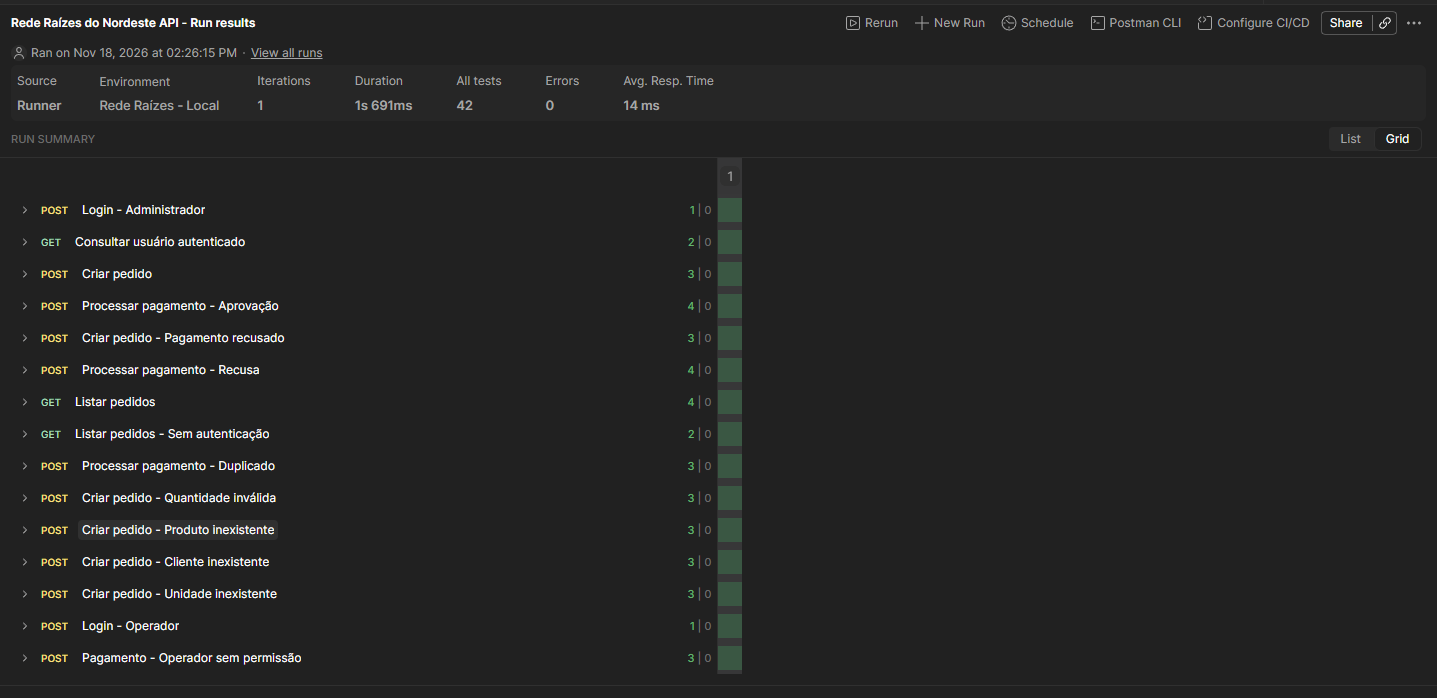 Rede Raízes do Nordeste API - Run results
Rerun New Run Schedule Postman CLI Configure CI/CD Share
Ran on Nov 18, 2026 at 02:26:15 PM · View all runs
Source Environment Iterations Duration All tests Errors Avg. Resp. Time
Runner Rede Raízes - Local 1 1s 691ms 42 0 14 ms
RUN SUMMARY List Grid
1
POST Login - Administrador 1 | 0
GET Consultar usuário autenticado 2 | 0
POST Criar pedido 3 | 0
POST Processar pagamento - Aprovação 4 | 0
POST Criar pedido - Pagamento recusado 3 | 0
POST Processar pagamento - Recusa 4 | 0
GET Listar pedidos 4 | 0
GET Listar pedidos - Sem autenticação 2 | 0
POST Processar pagamento - Duplicado 3 | 0
POST Criar pedido - Quantidade inválida 3 | 0
POST Criar pedido - Produto inexistente 3 | 0
POST Criar pedido - Cliente inexistente 3 | 0
POST Criar pedido - Unidade inexistente 3 | 0
POST Login - Operador 1 | 0
POST Pagamento - Operador sem permissão 3 | 0